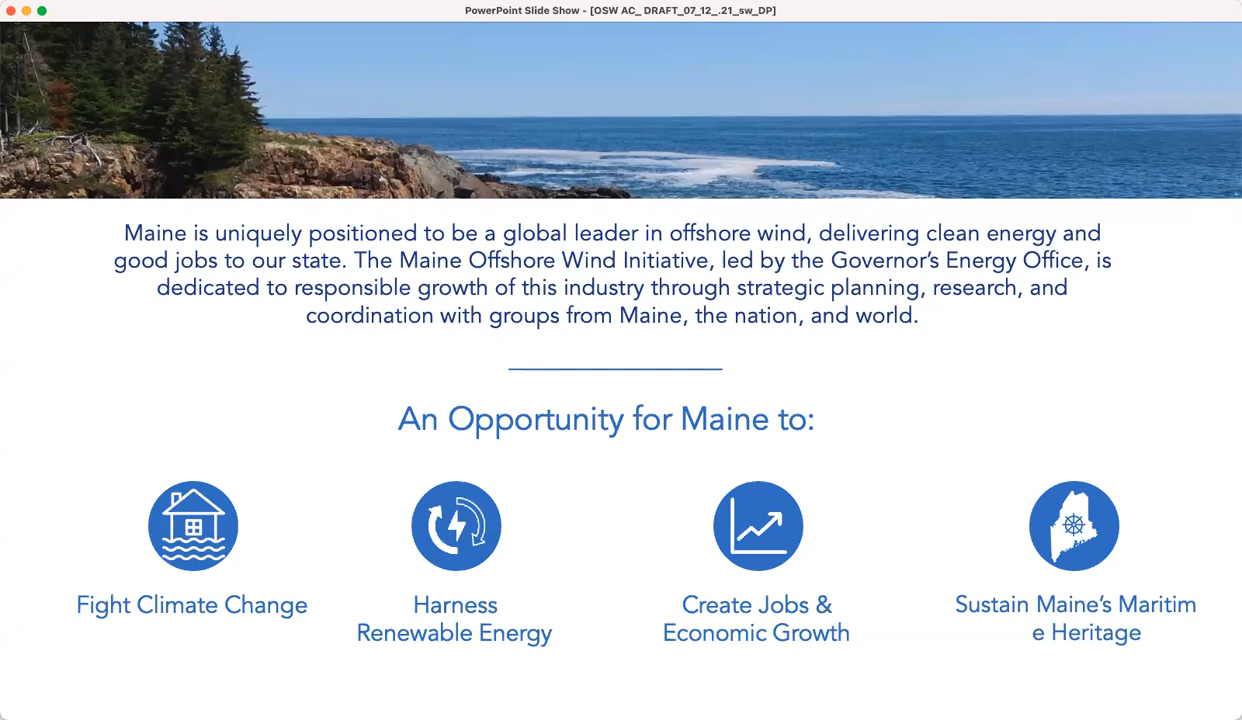 PowerPoint Slide Show - [OSW AC_ DRAFT_07_12_.21_sw_DP]
Maine is uniquely positioned to be a global leader in offshore wind, delivering clean energy and
good jobs to our state. The Maine Offshore Wind Initiative, led by the Governor's Energy Office, is
dedicated to responsible growth of this industry through strategic planning, research, and
coordination with groups from Maine, the nation, and world.
An Opportunity for Maine to:
Fight Climate Change
Harness
Renewable Energy
Create Jobs &
Economic Growth
Sustain Maine's Maritim
e Heritage